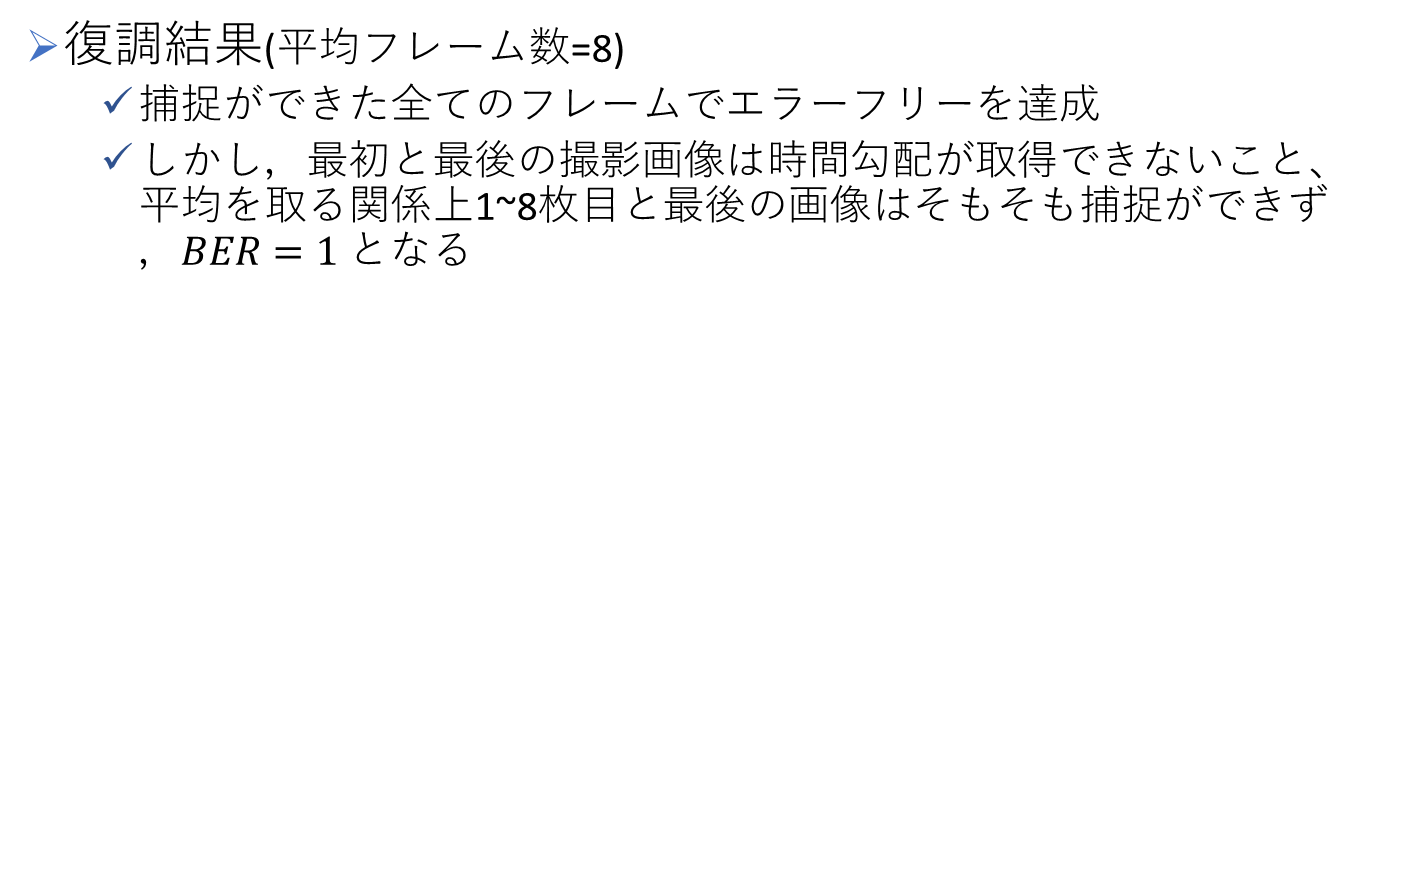 ➢復調結果(平均フレーム数=8)
✓捕捉ができた全てのフレームでエラーフリーを達成
✓しかし，最初と最後の撮影画像は時間勾配が取得できないこと、
平均を取る関係上1~8枚目と最後の画像はそもそも捕捉ができず
，BER = 1 となる